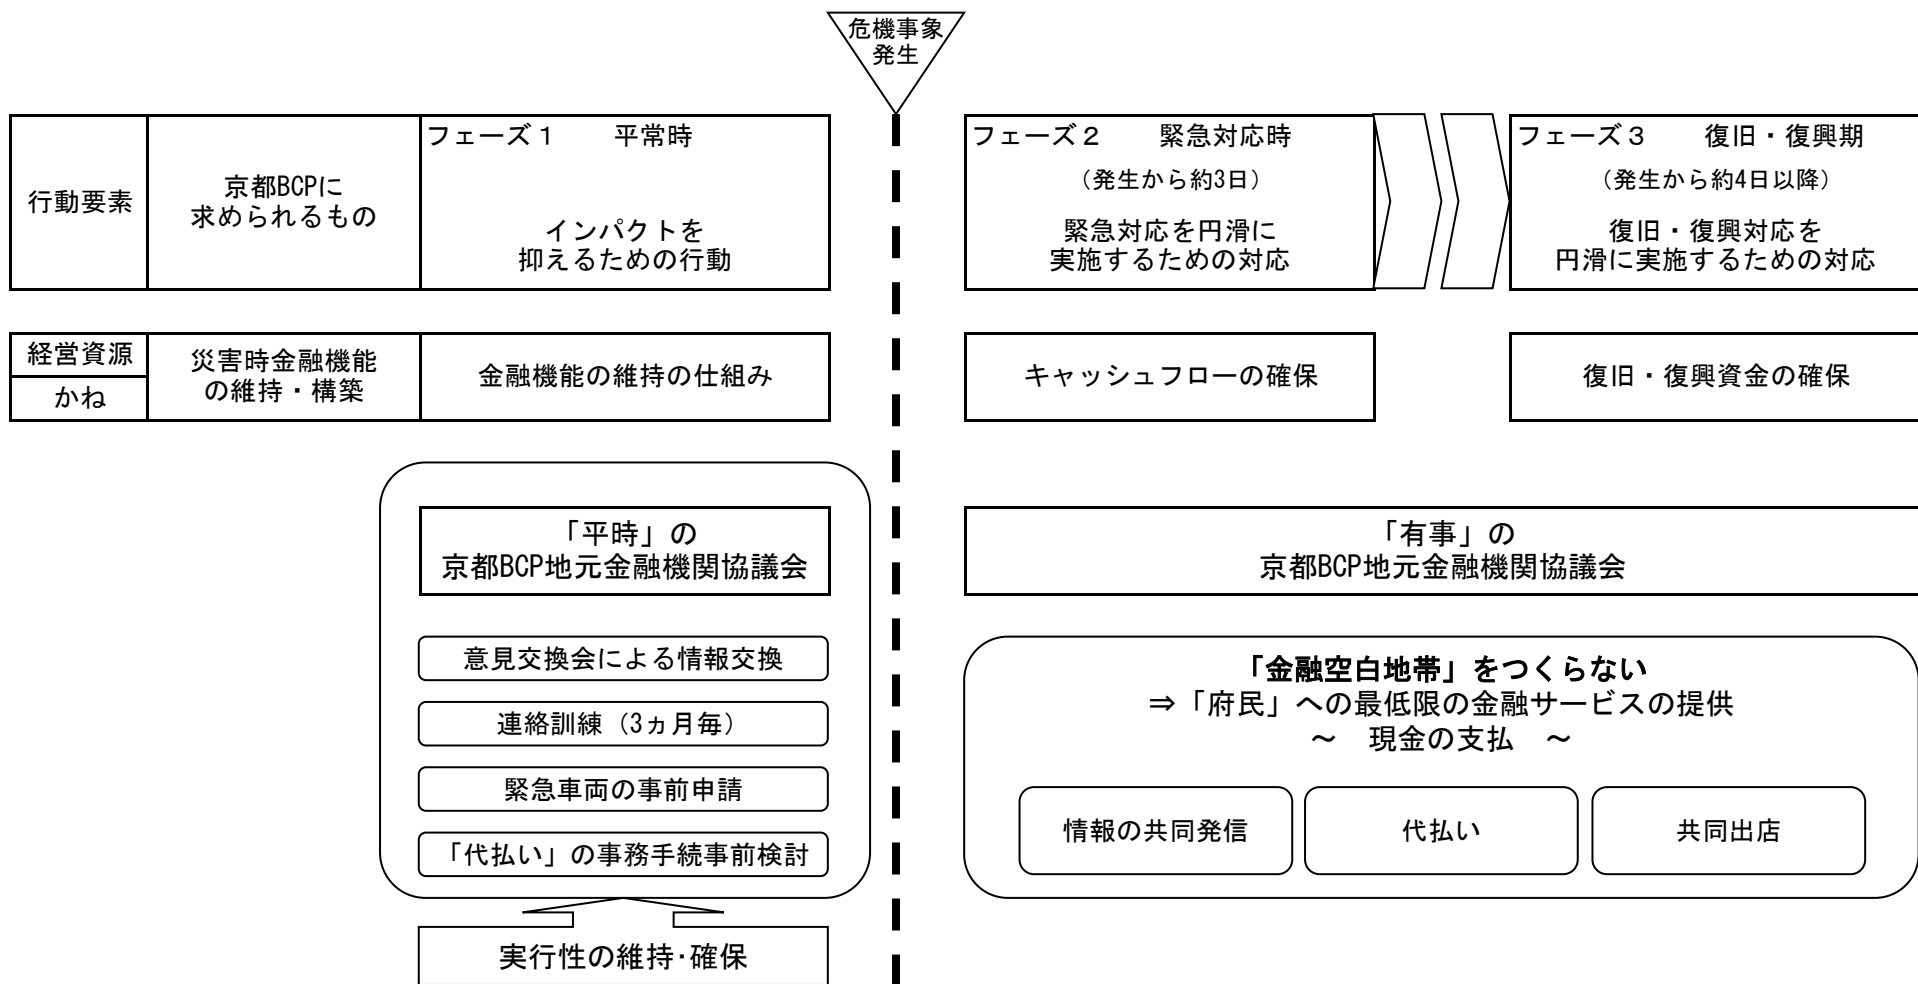 危機事象
発生
行動要素
京都BCPに
求められるもの
フェーズ１　　平常時
インパクトを
抑えるための行動
フェーズ２　　緊急対応時
（発生から約3日）
緊急対応を円滑に
実施するための対応
フェーズ３　　復旧・復興期
（発生から約4日以降）
復旧・復興対応を
円滑に実施するための対応
経営資源
かね
災害時金融機能
の維持・構築
金融機能の維持の仕組み
キャッシュフローの確保
復旧・復興資金の確保
「平時」の
京都BCP地元金融機関協議会
意見交換会による情報交換
連絡訓練（3ヵ月毎）
緊急車両の事前申請
「代払い」の事務手続事前検討
実行性の維持･確保
「有事」の
京都BCP地元金融機関協議会
「金融空白地帯」をつくらない
⇒「府民」への最低限の金融サービスの提供
～　現金の支払　～
情報の共同発信
代払い
共同出店